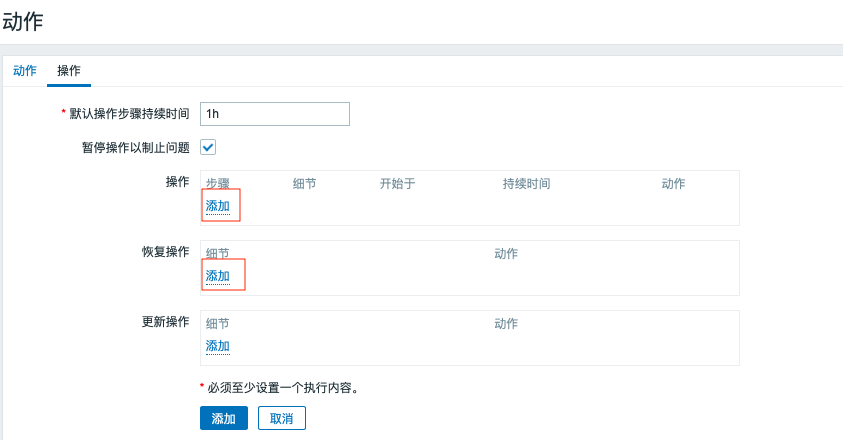 动作
动作 操作
* 默认操作步骤持续时间 1h
暂停操作以制止问题
操作 步骤 细节 开始于 持续时间 动作
添加
恢复操作 细节 动作
添加
更新操作 细节 动作
添加
* 必须至少设置一个执行内容。
添加 取消